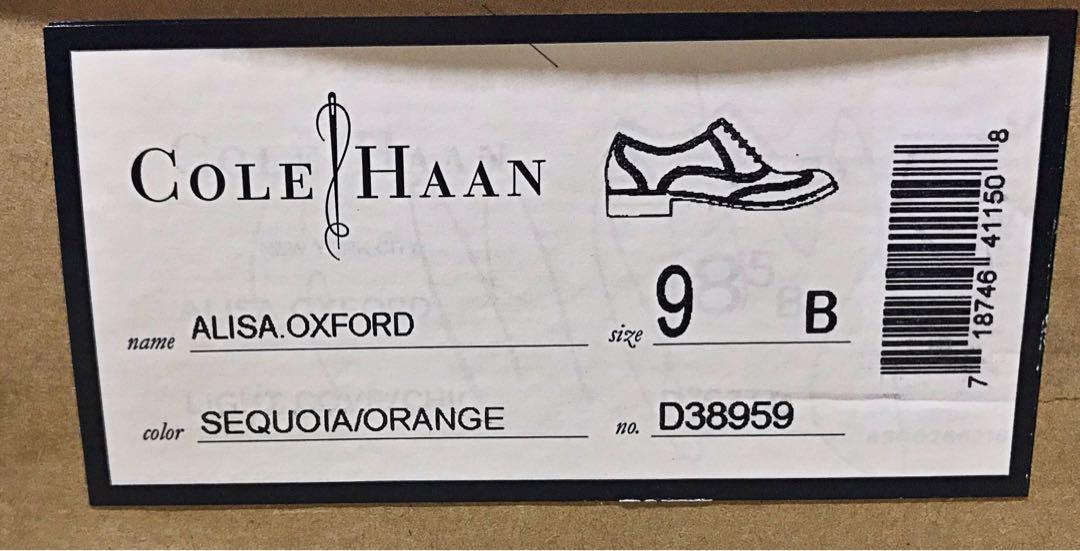 COLE HAAN
name ALISA.OXFORD
size 9 B
color SEQUOIA/ORANGE
no. D38959
7 18746 41150 8